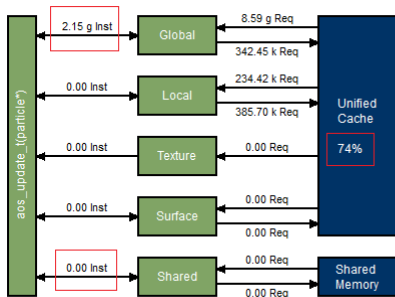 aos_update_t(particle*)
2.15 g Inst
Global
8.59 g Req
342.45 k Req
0.00 Inst
Local
234.42 k Req
385.70 k Req
Unified
Cache
74%
0.00 Inst
Texture
0.00 Req
0.00 Inst
Surface
0.00 Req
0.00 Req
0.00 Inst
Shared
0.00 Req
0.00 Req
Shared
Memory